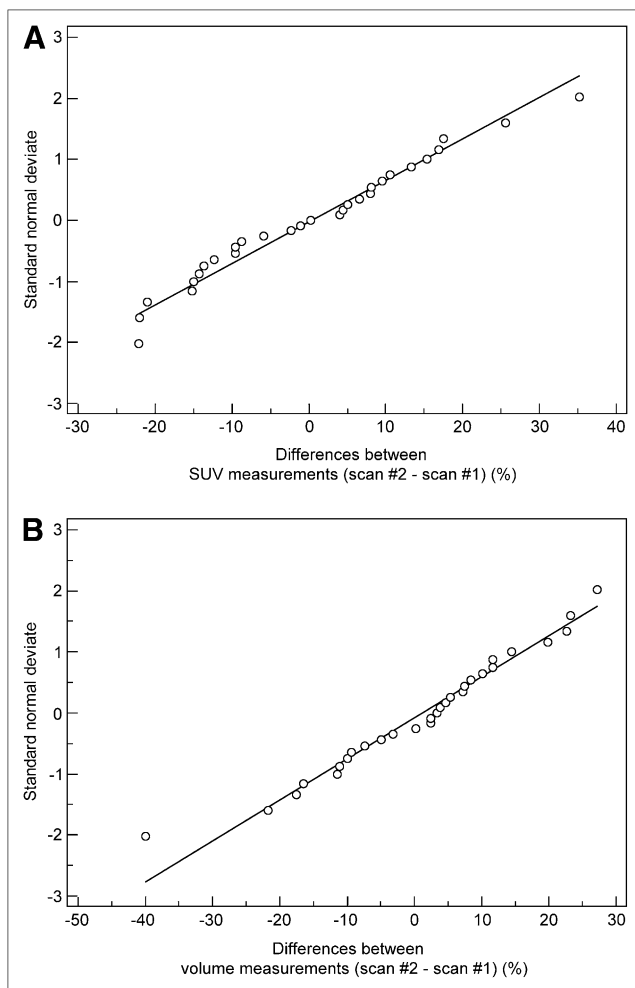 A
3
2
1
0
-1
-2
-3
Standard normal deviate
-30 -20 -10 0 10 20 30 40
Differences between
SUV measurements (scan #2 - scan #1) (%)
B
3
2
1
0
-1
-2
-3
Standard normal deviate
-50 -40 -30 -20 -10 0 10 20 30
Differences between
volume measurements (scan #2 - scan #1) (%)